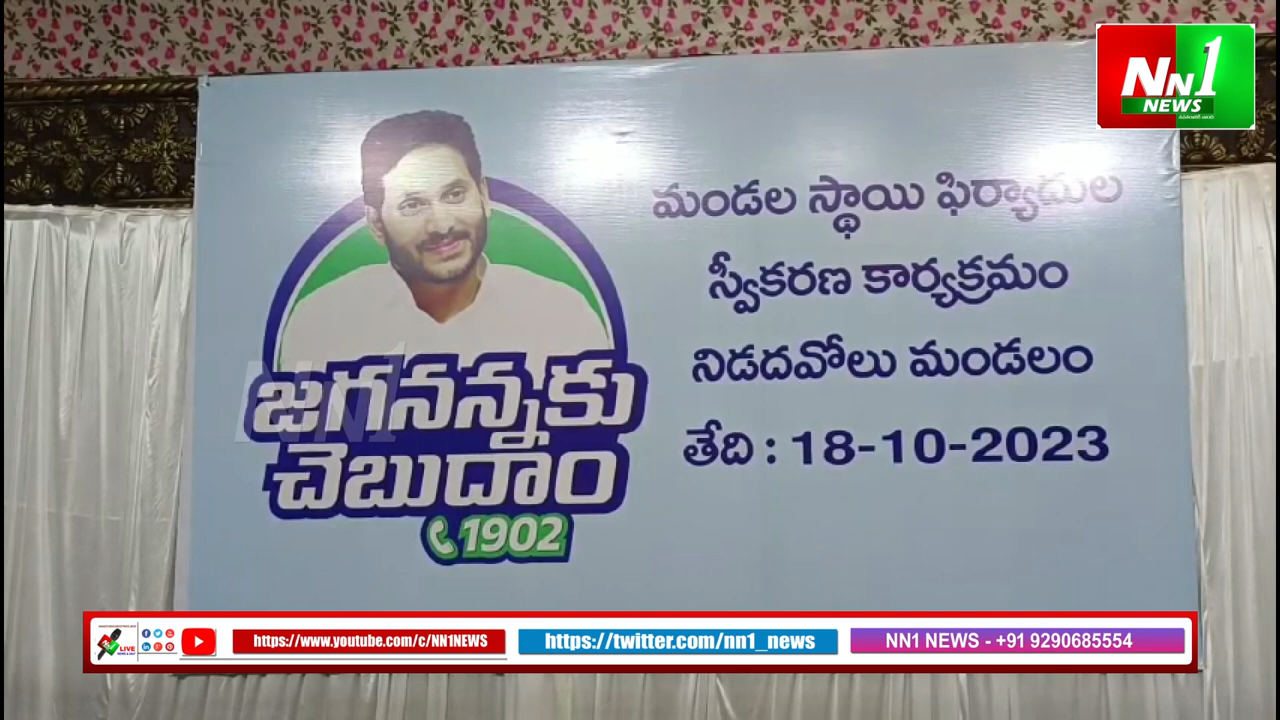 NN1
NEWS
మండల స్థాయి ఫిర్యాదుల
స్వీకరణ కార్యక్రమం
నిడదవోలు మండలం
తేది : 18-10-2023
జగనన్నకు
చెబుదాం
1902
NN1
LIVE
https://www.youtube.com/c/NN1NEWS
https://twitter.com/nn1_news
NN1 NEWS - +91 9290685554